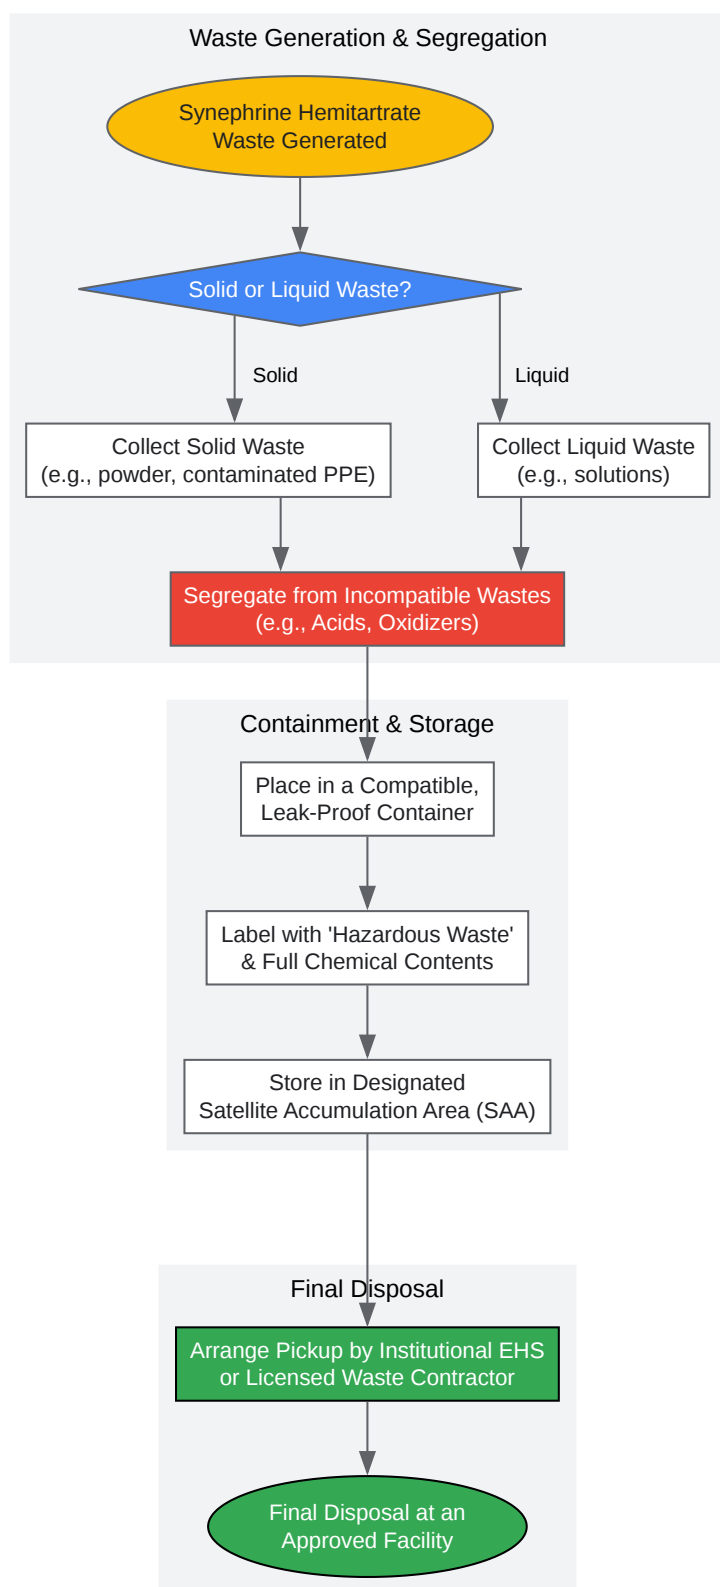 Waste Generation & Segregation
Synephrine Hemitartrate
Waste Generated
Solid or Liquid Waste?
Solid
Liquid
Collect Solid Waste
(e.g., powder, contaminated PPE)
Collect Liquid Waste
(e.g., solutions)
Segregate from Incompatible Wastes
(e.g., Acids, Oxidizers)
Containment & Storage
Place in a Compatible,
Leak-Proof Container
Label with 'Hazardous Waste'
& Full Chemical Contents
Store in Designated
Satellite Accumulation Area (SAA)
Final Disposal
Arrange Pickup by Institutional EHS
or Licensed Waste Contractor
Final Disposal at an
Approved Facility